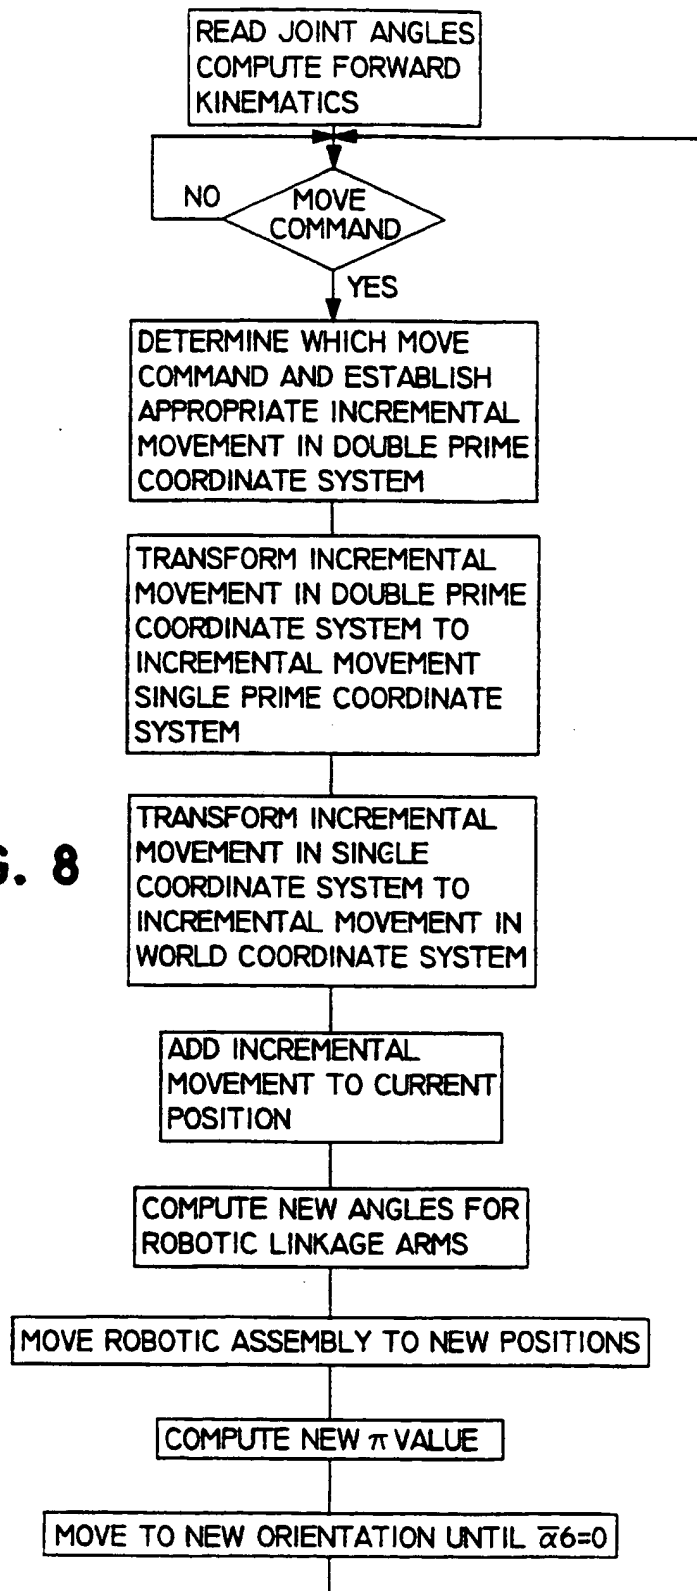 READ JOINT ANGLES
COMPUTE FORWARD
KINEMATICS
NO
MOVE
COMMAND
YES
DETERMINE WHICH MOVE
COMMAND AND ESTABLISH
APPROPRIATE INCREMENTAL
MOVEMENT IN DOUBLE PRIME
COORDINATE SYSTEM
TRANSFORM INCREMENTAL
MOVEMENT IN DOUBLE PRIME
COORDINATE SYSTEM TO
INCREMENTAL MOVEMENT
SINGLE PRIME COORDINATE
SYSTEM
G. 8
TRANSFORM INCREMENTAL
MOVEMENT IN SINGLE
COORDINATE SYSTEM TO
INCREMENTAL MOVEMENT IN
WORLD COORDINATE SYSTEM
ADD INCREMENTAL
MOVEMENT TO CURRENT
POSITION
COMPUTE NEW ANGLES FOR
ROBOTIC LINKAGE ARMS
MOVE ROBOTIC ASSEMBLY TO NEW POSITIONS
COMPUTE NEW π VALUE
MOVE TO NEW ORIENTATION UNTIL α̅6=0